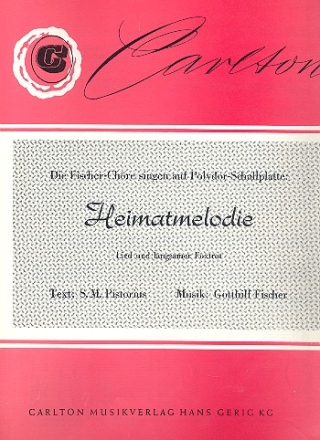 Carlton
Die Fischer-Chöre singen auf Polydor-Schallplatte:
Heimatmelodie
Lied und langsamer Foxtrot
Text: S. M. Pistorius Musik: Gotthilf Fischer
CARLTON MUSIKVERLAG HANS GERIG KG